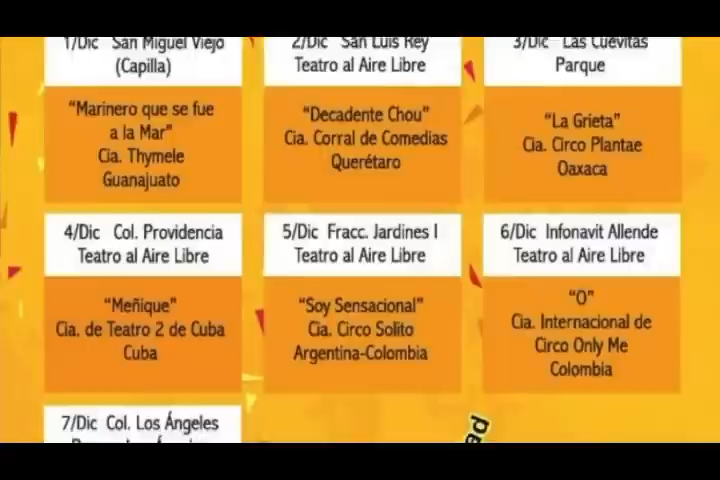 1/Dic San Miguel Viejo
(Capilla)
"Marinero que se fue
a la Mar"
Cia. Thymele
Guanajuato
2/Dic San Luis Rey
Teatro al Aire Libre
"Decadente Chou"
Cia. Corral de Comedias
Querétaro
3/Dic Las Cuevitas
Parque
"La Grieta"
Cia. Circo Plantae
Oaxaca
4/Dic Col. Providencia
Teatro al Aire Libre
"Meñique"
Cia. de Teatro 2 de Cuba
Cuba
5/Dic Fracc. Jardines I
Teatro al Aire Libre
"Soy Sensacional"
Cia. Circo Solito
Argentina-Colombia
6/Dic Infonavit Allende
Teatro al Aire Libre
"O"
Cia. Internacional de
Circo Only Me
Colombia
7/Dic Col. Los Ángeles
ad